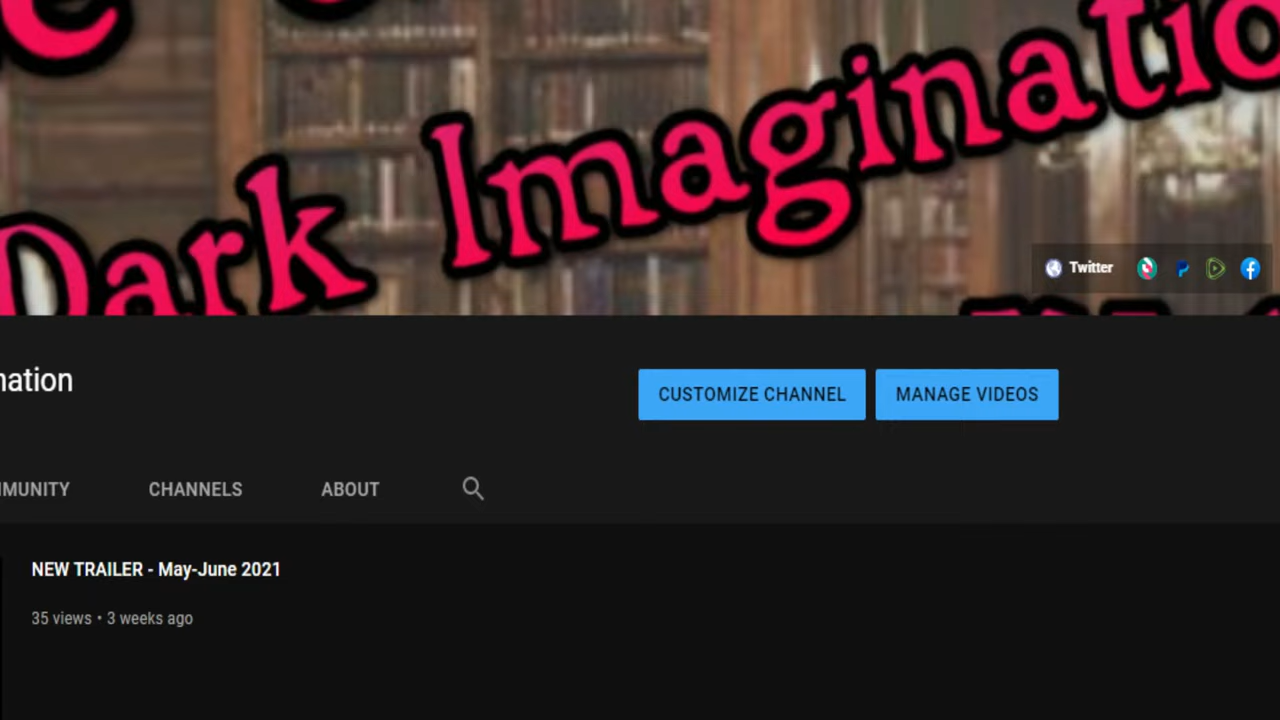 Dark Imaginatio
Twitter
nation
CUSTOMIZE CHANNEL
MANAGE VIDEOS
MMUNITY
CHANNELS
ABOUT
NEW TRAILER - May-June 2021
35 views • 3 weeks ago